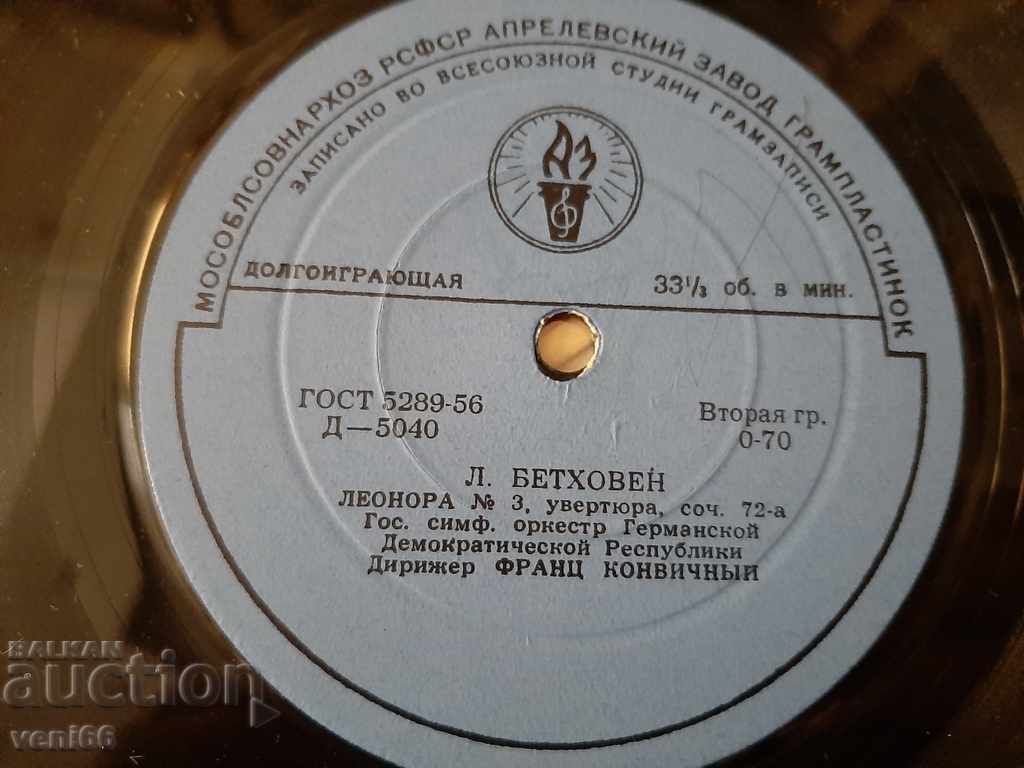 МОСОБЛСОВНАРХОЗ РСФСР АПРЕЛЕВСКИЙ ЗАВОД ГРАМПЛАСТИНОК
ЗАПИСАНО ВО ВСЕСОЮЗНОЙ СТУДИИ ГРАМЗАПИСИ
АЗ
ДОЛГОИГРАЮЩАЯ 33⅓ об. в мин.
ГОСТ 5289-56 Вторая гр.
Д—5040 0-70
Л. БЕТХОВЕН
ЛЕОНОРА № 3, увертюра, соч. 72-а
Гос. симф. оркестр Германской
Демократической Республики
Дирижер ФРАНЦ КОНВИЧНЫЙ
BALKAN
auction
veni66